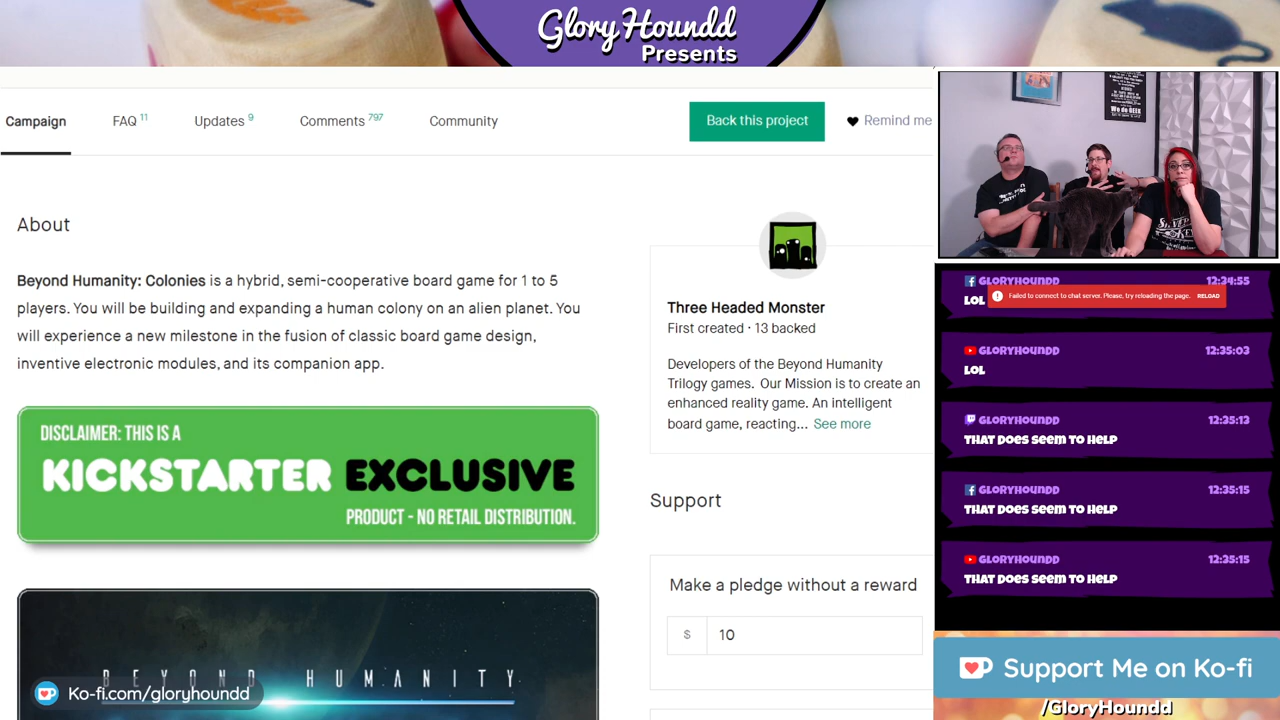 GloryHoundd
Presents
Campaign
FAQ 11
Updates 9
Comments 797
Community
Back this project
Remind me
About
Beyond Humanity: Colonies is a hybrid, semi-cooperative board game for 1 to 5
players. You will be building and expanding a human colony on an alien planet. You
will experience a new milestone in the fusion of classic board game design,
inventive electronic modules, and its companion app.
DISCLAIMER: THIS IS A
KICKSTARTER EXCLUSIVE
PRODUCT - NO RETAIL DISTRIBUTION.
BEYOND HUMANITY
Ko-fi.com/gloryhoundd
Three Headed Monster
First created · 13 backed
Developers of the Beyond Humanity
Trilogy games. Our Mission is to create an
enhanced reality game. An intelligent
board game, reacting... See more
Support
Make a pledge without a reward
$ 10
We do GEEK
GLORYHOUNDD 12:34:55
LOL
Failed to connect to chat server. Please, try reloading the page. RELOAD
GLORYHOUNDD 12:35:03
LOL
GLORYHOUNDD 12:35:13
THAT DOES SEEM TO HELP
GLORYHOUNDD 12:35:15
THAT DOES SEEM TO HELP
GLORYHOUNDD 12:35:15
THAT DOES SEEM TO HELP
Support Me on Ko-fi
/GloryHoundd